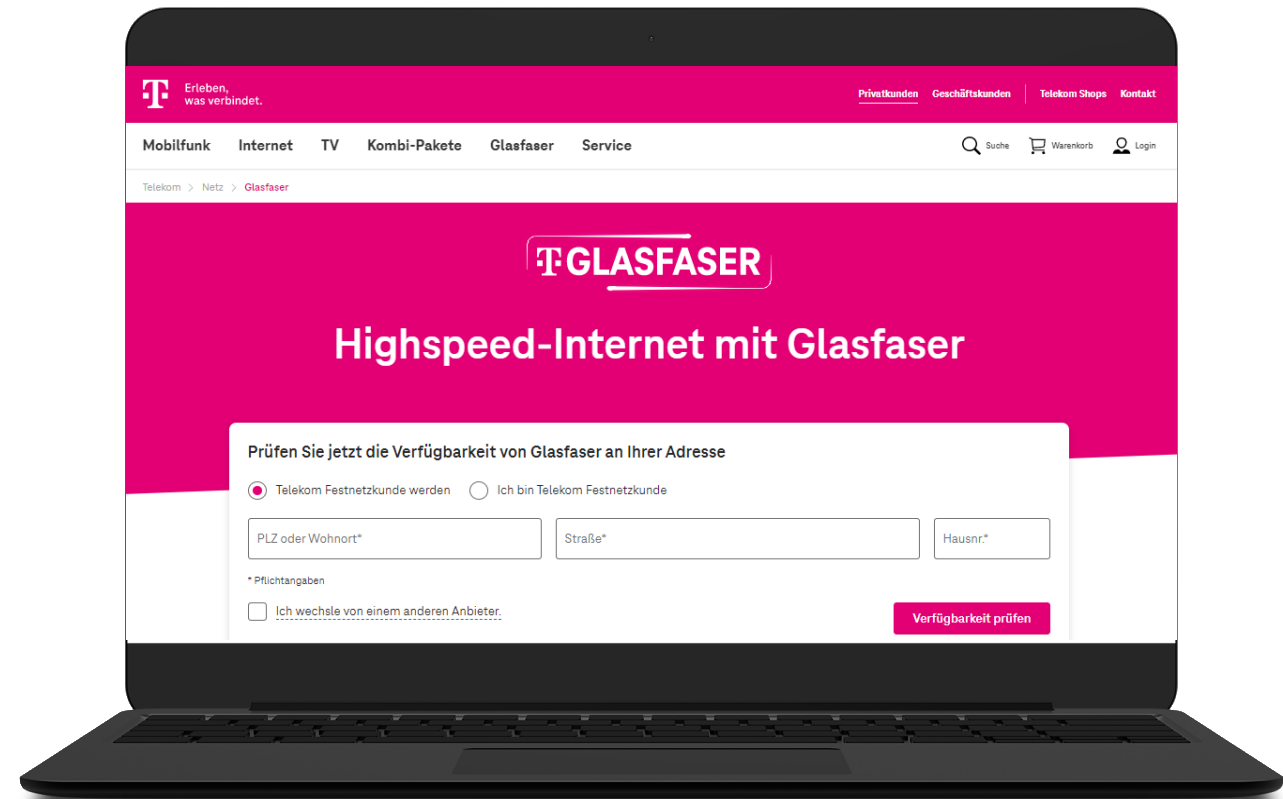 Erleben,
was verbindet.
Privatkunden Geschäftskunden Telekom Shops Kontakt
Mobilfunk Internet TV Kombi-Pakete Glasfaser Service Suche Warenkorb Login
Telekom > Netz > Glasfaser
T GLASFASER
Highspeed-Internet mit Glasfaser
Prüfen Sie jetzt die Verfügbarkeit von Glasfaser an Ihrer Adresse
Telekom Festnetzkunde werden Ich bin Telekom Festnetzkunde
PLZ oder Wohnort* Straße* Hausnr.*
* Pflichtangaben
Ich wechsle von einem anderen Anbieter.
Verfügbarkeit prüfen